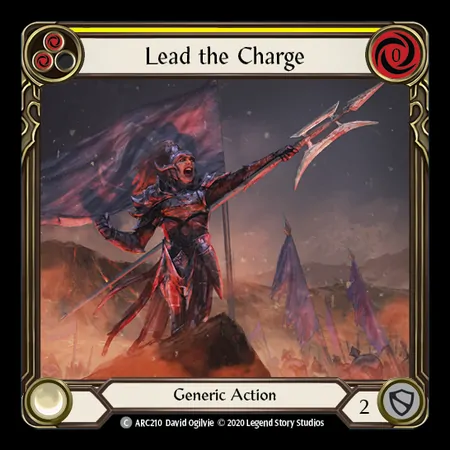 Lead the Charge
0
Generic Action
2
C ARC210 David Ogilvie © 2020 Legend Story Studios